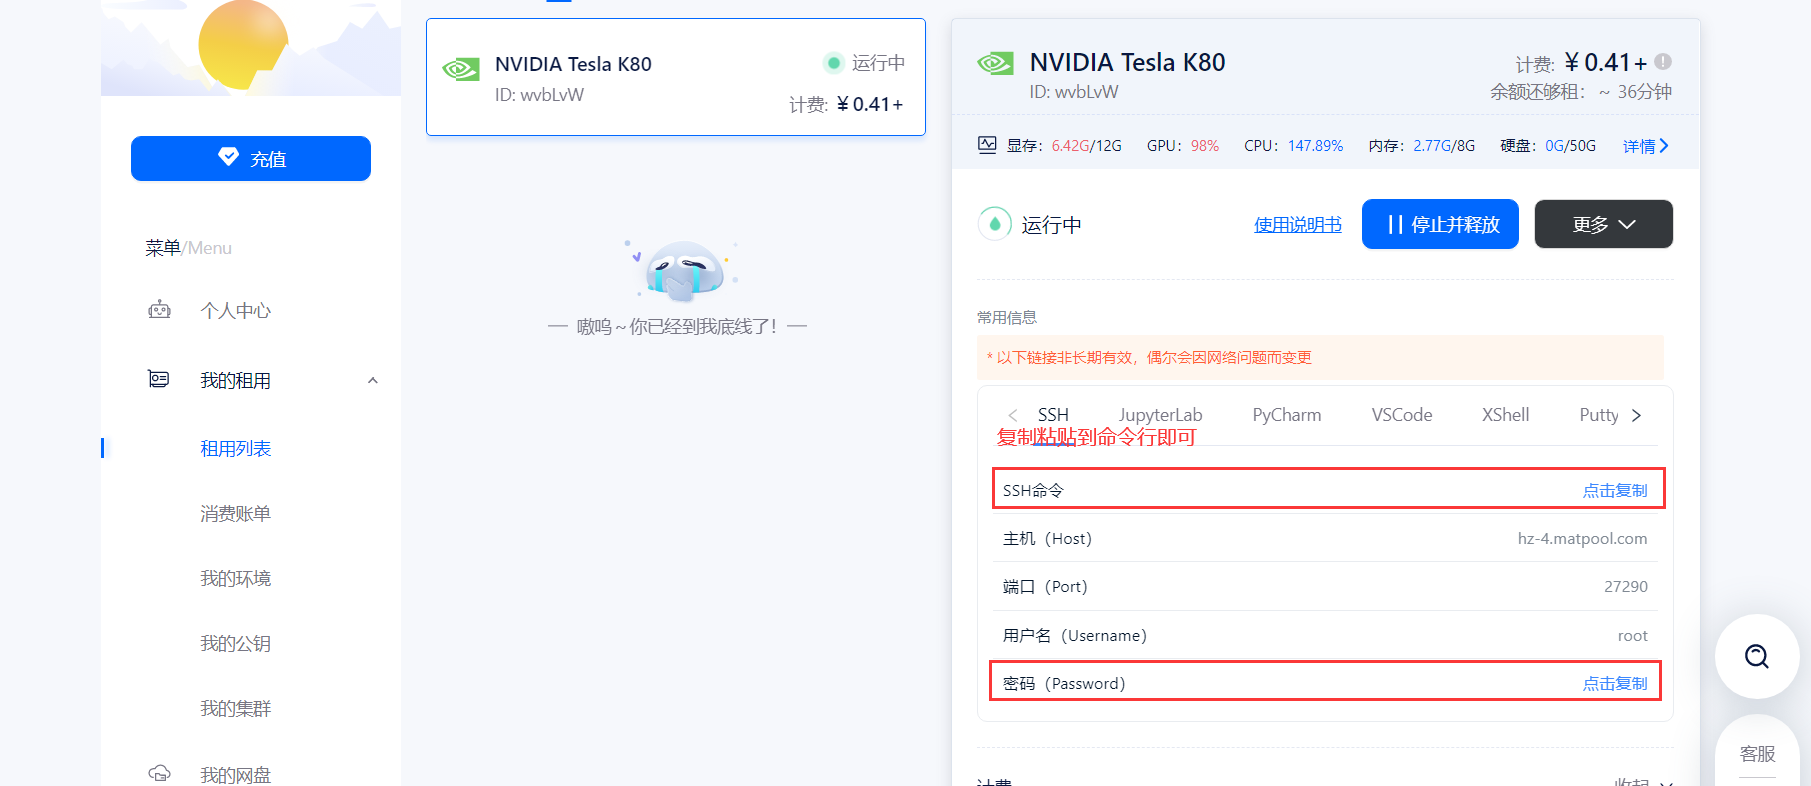 充值
菜单/Menu
个人中心
我的租用
租用列表
消费账单
我的环境
我的公钥
我的集群
我的网盘
NVIDIA Tesla K80
运行中
ID: wvbLvW
计费: ¥0.41+
— 嗷呜~你已经到我底线了！—
NVIDIA Tesla K80
计费: ¥0.41+
ID: wvbLvW
余额还够租： ~ 36分钟
显存：6.42G/12G GPU：98% CPU：147.89% 内存：2.77G/8G 硬盘：0G/50G 详情
运行中
使用说明书
停止并释放
更多
常用信息
* 以下链接非长期有效，偶尔会因网络问题而变更
SSH JupyterLab PyCharm VSCode XShell Putty
复制粘贴到命令行即可
SSH命令 点击复制
主机（Host） hz-4.matpool.com
端口（Port） 27290
用户名（Username） root
密码（Password） 点击复制
计费 收起
客服